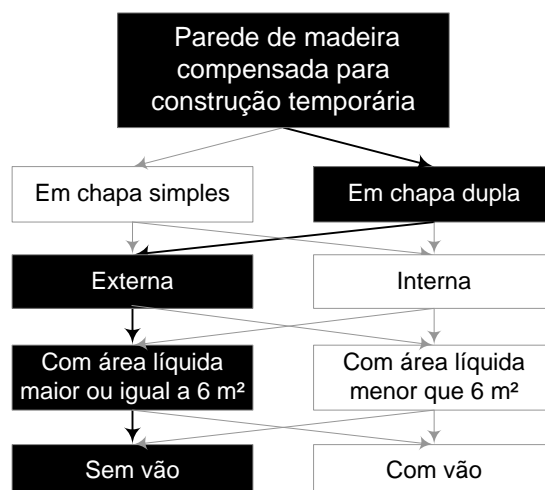 Parede de madeira
compensada para
construção temporária
Em chapa simples
Em chapa dupla
Externa
Interna
Com área líquida
maior ou igual a 6 m²
Com área líquida
menor que 6 m²
Sem vão
Com vão